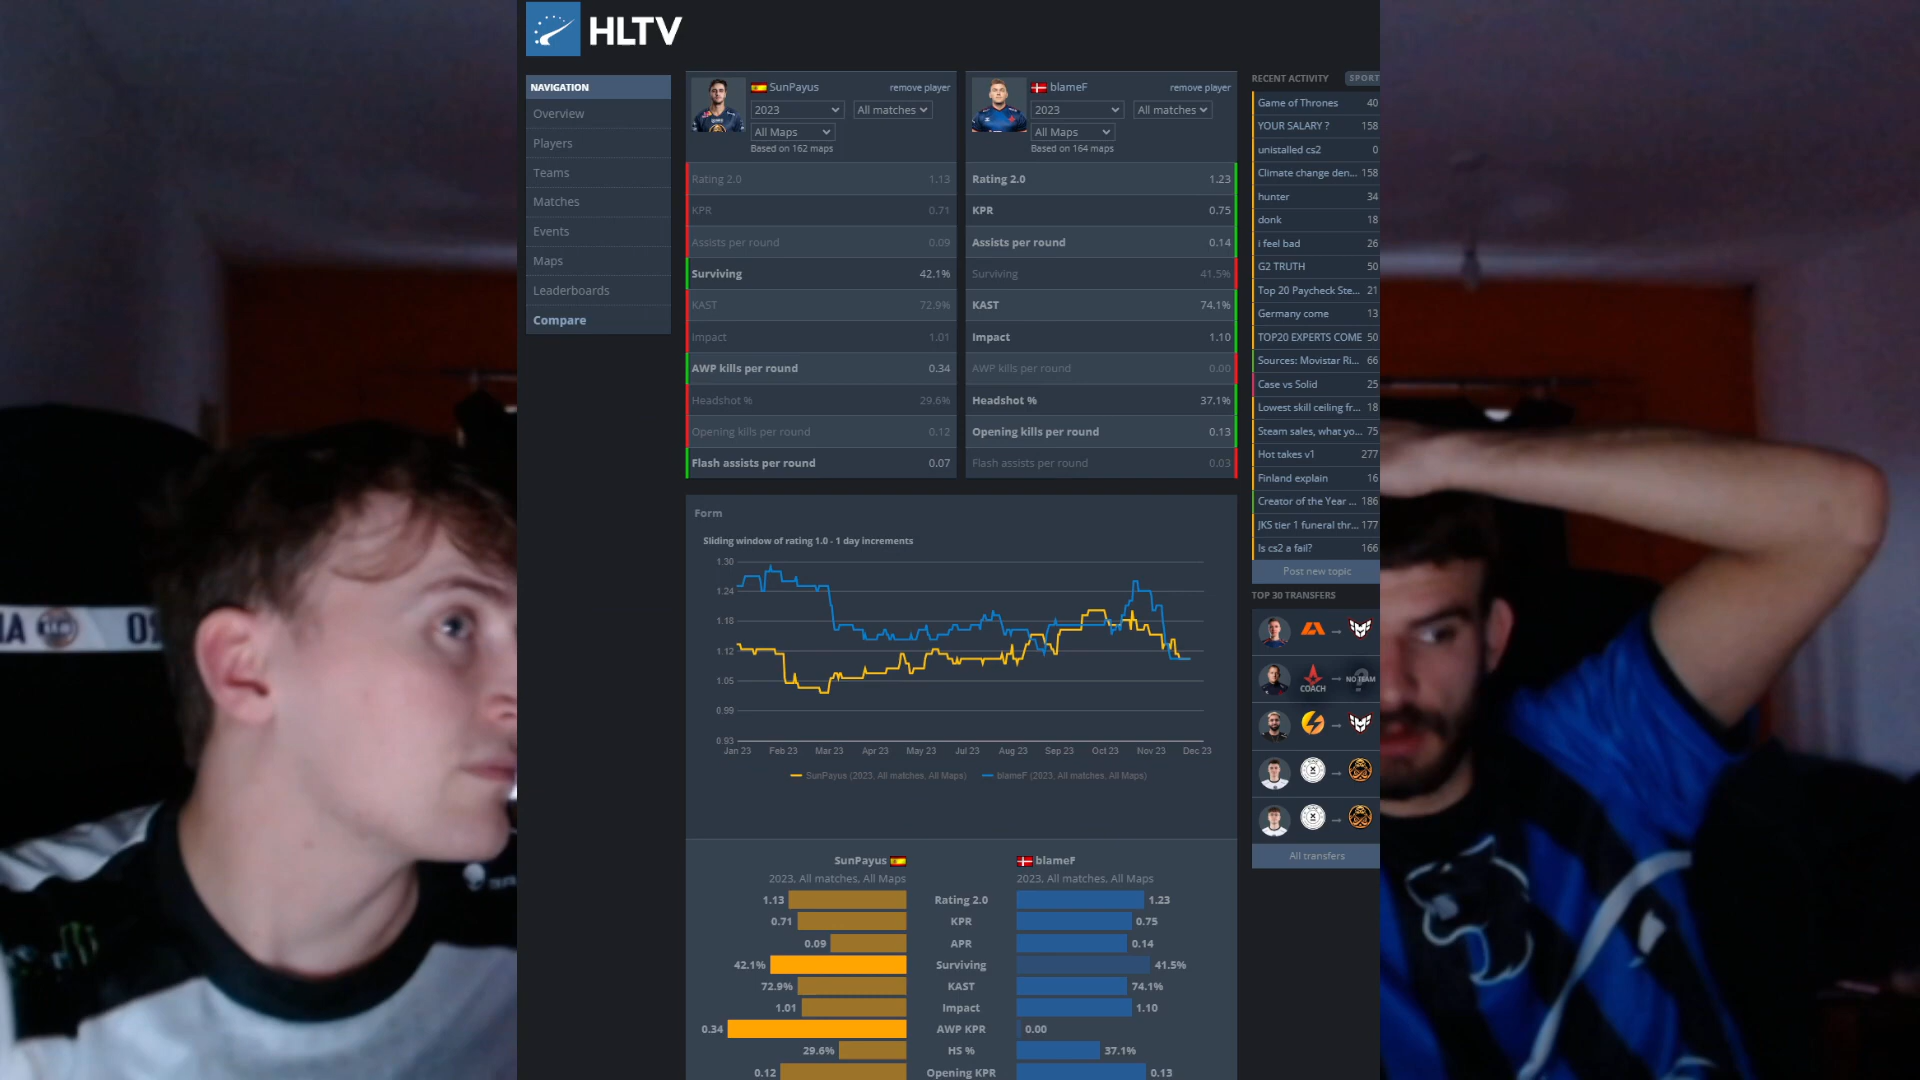 HLTV
NAVIGATION
Overview
Players
Teams
Matches
Events
Maps
Leaderboards
Compare
SunPayus remove player
2023 All matches
All Maps
Based on 162 maps
Rating 2.0 1.13
KPR 0.71
Assists per round 0.09
Surviving 42.1%
KAST 72.9%
Impact 1.01
AWP kills per round 0.34
Headshot % 29.6%
Opening kills per round 0.12
Flash assists per round 0.07
blameF remove player
2023 All matches
All Maps
Based on 164 maps
Rating 2.0 1.23
KPR 0.75
Assists per round 0.14
Surviving 41.5%
KAST 74.1%
Impact 1.10
AWP kills per round 0.00
Headshot % 37.1%
Opening kills per round 0.13
Flash assists per round 0.03
Form
Sliding window of rating 1.0 - 1 day increments
1.30
1.24
1.18
1.12
1.05
0.99
0.93
Jan 23 Feb 23 Mar 23 Apr 23 May 23 Jul 23 Aug 23 Sep 23 Oct 23 Nov 23 Dec 23
SunPayus (2023, All matches, All Maps) blameF (2023, All matches, All Maps)
SunPayus blameF
2023, All matches, All Maps 2023, All matches, All Maps
1.13 Rating 2.0 1.23
0.71 KPR 0.75
0.09 APR 0.14
42.1% Surviving 41.5%
72.9% KAST 74.1%
1.01 Impact 1.10
0.34 AWP KPR 0.00
29.6% HS % 37.1%
0.12 Opening KPR 0.13
RECENT ACTIVITY SPORT
Game of Thrones 40
YOUR SALARY ? 158
unistalled cs2 0
Climate change den... 158
hunter 34
donk 18
i feel bad 26
G2 TRUTH 50
Top 20 Paycheck Ste... 21
Germany come 13
TOP20 EXPERTS COME 50
Sources: Movistar Ri... 66
Case vs Solid 25
Lowest skill ceiling fr... 18
Steam sales, what yo... 75
Hot takes v1 277
Finland explain 16
Creator of the Year ... 186
JKS tier 1 funeral thr... 177
Is cs2 a fail? 166
Post new topic
TOP 30 TRANSFERS
COACH NO TEAM
All transfers